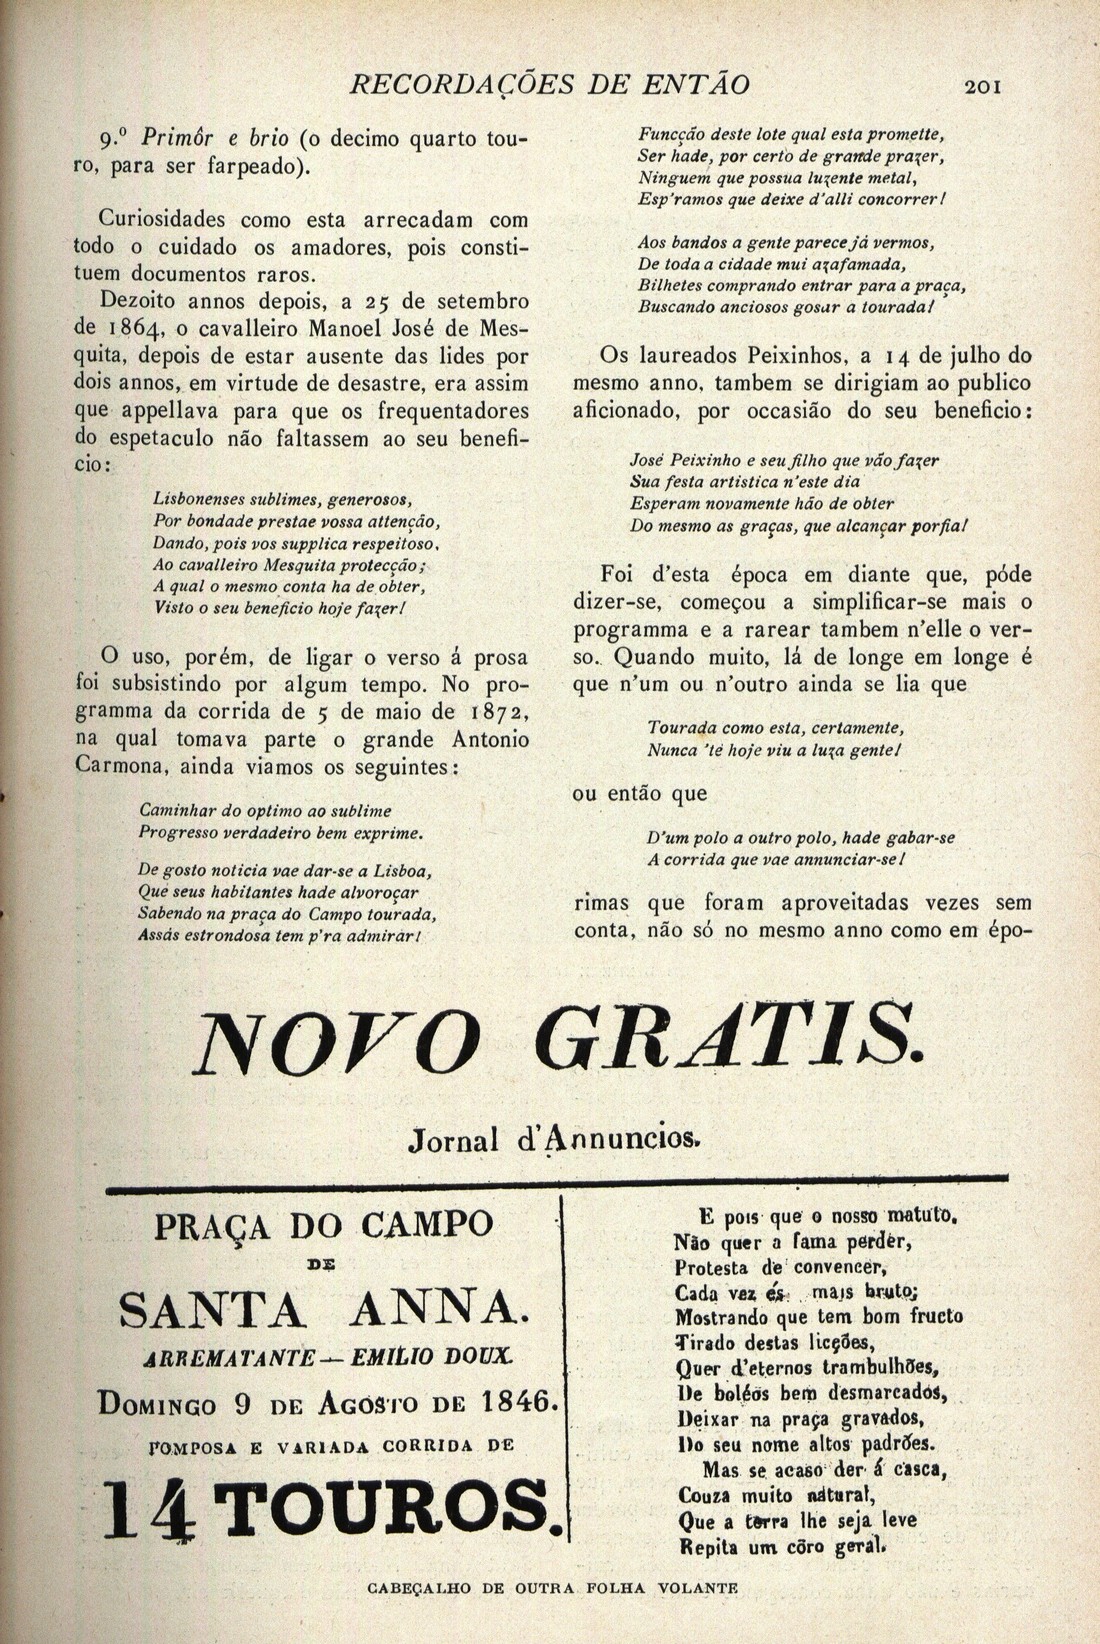 RECORDAÇÕES DE ENTÃO
201
9.º Primôr e brio (o decimo quarto tou-
ro, para ser farpeado).
Curiosidades como esta arrecadam com
todo o cuidado os amadores, pois consti-
tuem documentos raros.
Dezoito annos depois, a 25 de setembro
de 1864, o cavalleiro Manoel José de Mes-
quita, depois de estar ausente das lides por
dois annos, em virtude de desastre, era assim
que appellava para que os frequentadores
do espetaculo não faltassem ao seu benefi-
cio:
Lisbonenses sublimes, generosos,
Por bondade prestae vossa attenção,
Dando, pois vos supplica respeitoso,
Ao cavalleiro Mesquita protecção;
A qual o mesmo conta ha de obter,
Visto o seu beneficio hoje fazer!
O uso, porém, de ligar o verso á prosa
foi subsistindo por algum tempo. No pro-
gramma da corrida de 5 de maio de 1872,
na qual tomava parte o grande Antonio
Carmona, ainda viamos os seguintes:
Caminhar do optimo ao sublime
Progresso verdadeiro bem exprime.
De gosto noticia vae dar-se a Lisboa,
Que seus habitantes hade alvoroçar
Sabendo na praça do Campo tourada,
Assás estrondosa tem p'ra admirar!
Funcção deste lote qual esta promette,
Ser hade, por certo de grande prazer,
Ninguem que possua luzente metal,
Esp'ramos que deixe d'alli concorrer!
Aos bandos a gente parece já vermos,
De toda a cidade mui azafamada,
Bilhetes comprando entrar para a praça,
Buscando anciosos gosar a tourada!
Os laureados Peixinhos, a 14 de julho do
mesmo anno, tambem se dirigiam ao publico
aficionado, por occasião do seu beneficio:
José Peixinho e seu filho que vão fazer
Sua festa artistica n'este dia
Esperam novamente hão de obter
Do mesmo as graças, que alcançar porfia!
Foi d'esta época em diante que, póde
dizer-se, começou a simplificar-se mais o
programma e a rarear tambem n'elle o ver-
so. Quando muito, lá de longe em longe é
que n'um ou n'outro ainda se lia que
Tourada como esta, certamente,
Nunca 'té hoje viu a luza gente!
ou então que
D'um polo a outro polo, hade gabar-se
A corrida que vae annunciar-se!
rimas que foram aproveitadas vezes sem
conta, não só no mesmo anno como em épo-
NOVO GRATIS.
Jornal d'Annuncios.
PRAÇA DO CAMPO
DE
SANTA ANNA.
ARREMATANTE — EMILIO DOUX.
DOMINGO 9 DE AGOSTO DE 1846.
POMPOSA E VARIADA CORRIDA DE
14 TOUROS.
E pois que o nosso matuto,
Não quer a fama perder,
Protesta de convencer,
Cada vez és mais bruto;
Mostrando que tem bom fructo
Tirado destas licções,
Quer d'eternos trambulhões,
De boléos bem desmarcados,
Deixar na praça gravados,
Do seu nome altos padrões.
Mas se acaso der á casca,
Couza muito natural,
Que a terra lhe seja leve
Repita um côro geral.
CABEÇALHO DE OUTRA FOLHA VOLANTE